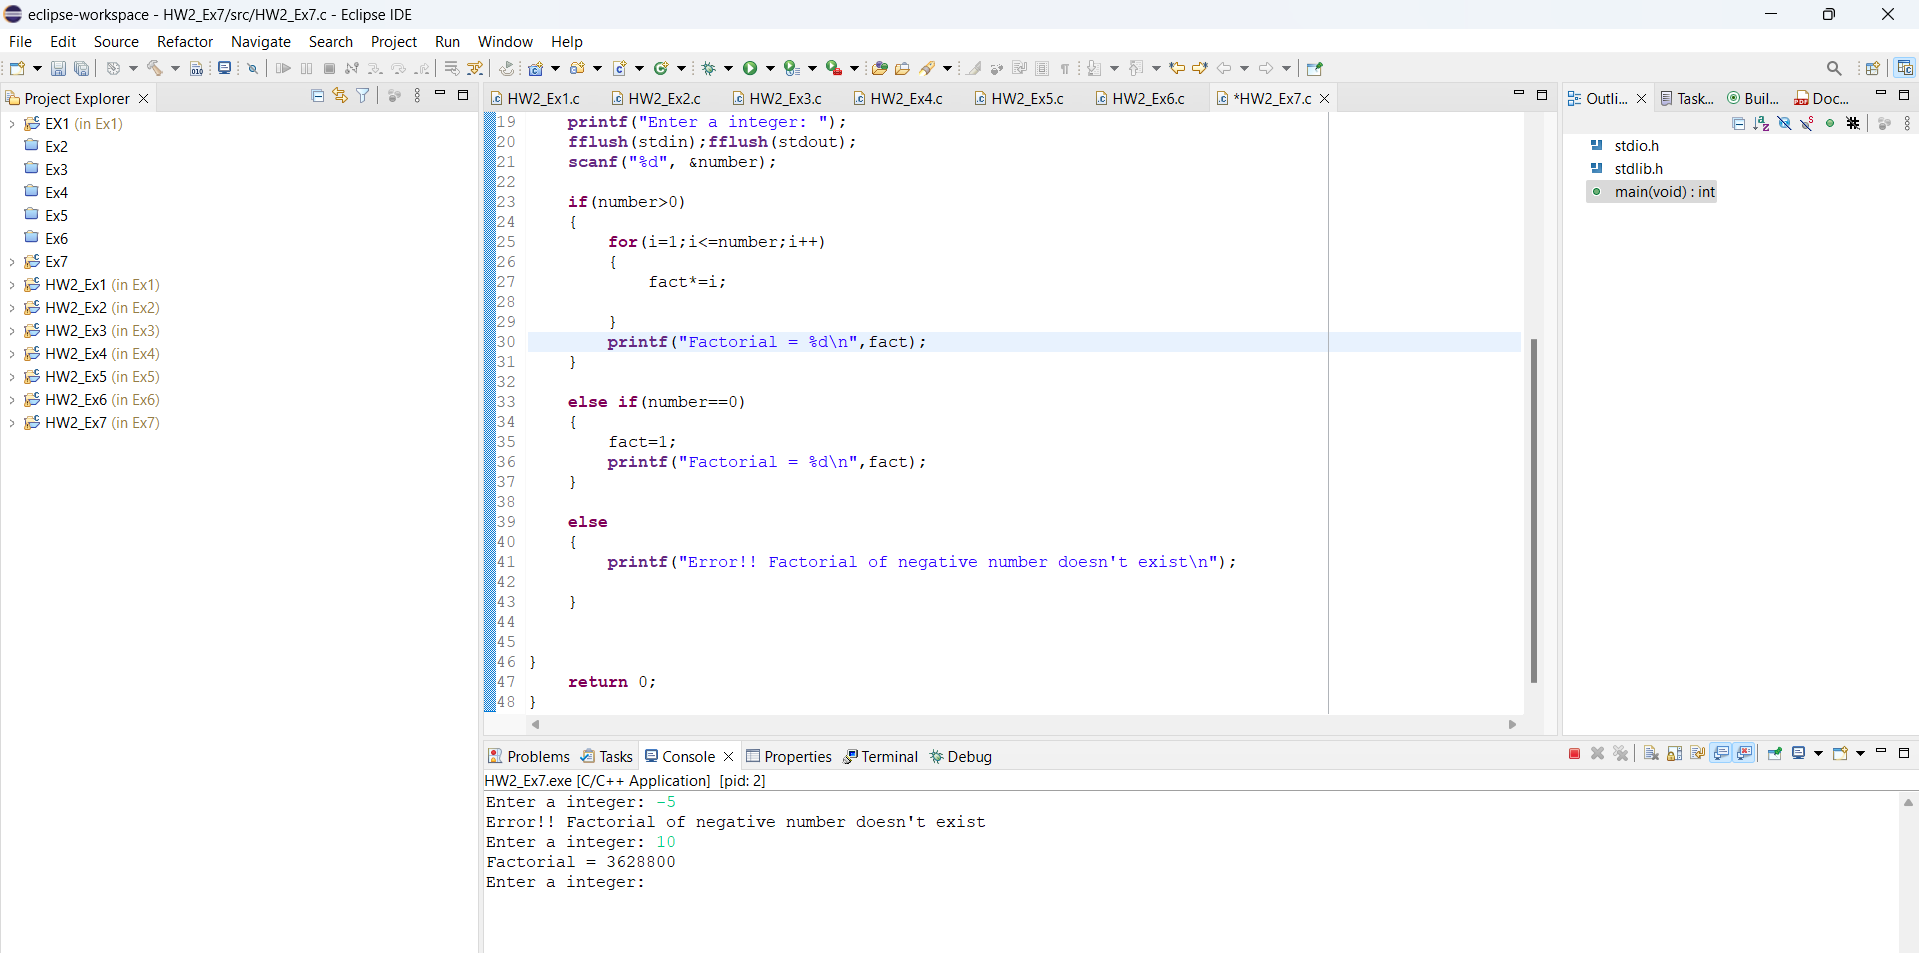 eclipse-workspace - HW2_Ex7/src/HW2_Ex7.c - Eclipse IDE
File Edit Source Refactor Navigate Search Project Run Window Help
Project Explorer
EX1 (in Ex1)
Ex2
Ex3
Ex4
Ex5
Ex6
Ex7
HW2_Ex1 (in Ex1)
HW2_Ex2 (in Ex2)
HW2_Ex3 (in Ex3)
HW2_Ex4 (in Ex4)
HW2_Ex5 (in Ex5)
HW2_Ex6 (in Ex6)
HW2_Ex7 (in Ex7)
HW2_Ex1.c HW2_Ex2.c HW2_Ex3.c HW2_Ex4.c HW2_Ex5.c HW2_Ex6.c *HW2_Ex7.c
19 printf("Enter a integer: ");
20 fflush(stdin);fflush(stdout);
21 scanf("%d", &number);
22
23 if(number>0)
24 {
25 for(i=1;i<=number;i++)
26 {
27 fact*=i;
28
29 }
30 printf("Factorial = %d\n",fact);
31 }
32
33 else if(number==0)
34 {
35 fact=1;
36 printf("Factorial = %d\n",fact);
37 }
38
39 else
40 {
41 printf("Error!! Factorial of negative number doesn't exist\n");
42
43 }
44
45
46 }
47 return 0;
48 }
Outli... Task... Buil... Doc...
stdio.h
stdlib.h
main(void) : int
Problems Tasks Console Properties Terminal Debug
HW2_Ex7.exe [C/C++ Application] [pid: 2]
Enter a integer: -5
Error!! Factorial of negative number doesn't exist
Enter a integer: 10
Factorial = 3628800
Enter a integer: